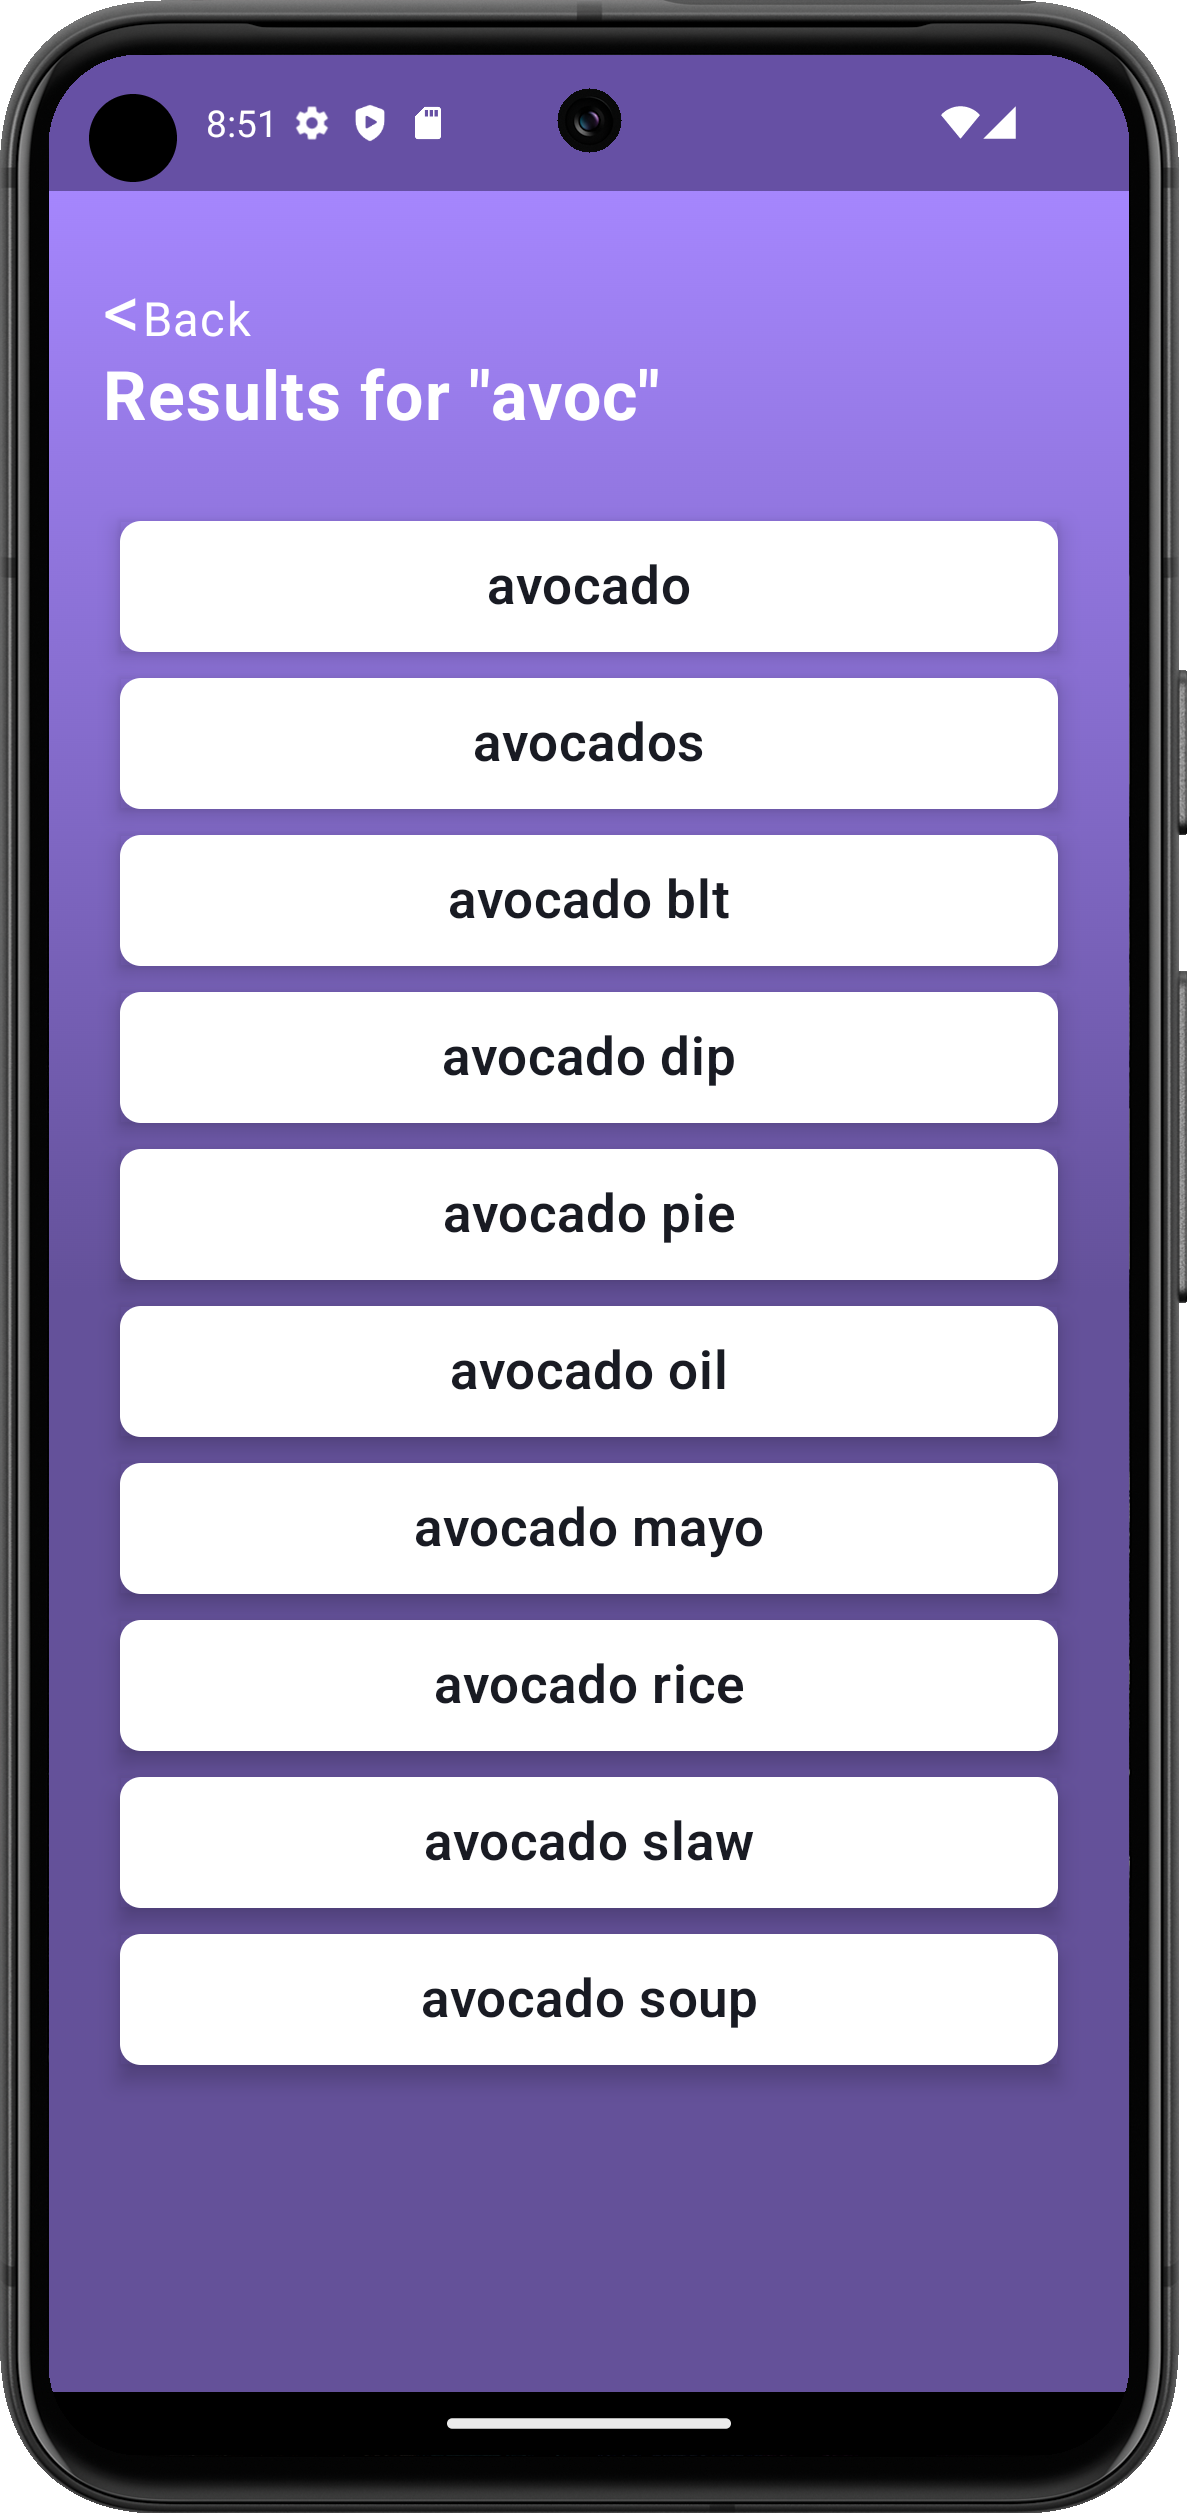 8:51
<Back
Results for "avoc"
avocado
avocados
avocado blt
avocado dip
avocado pie
avocado oil
avocado mayo
avocado rice
avocado slaw
avocado soup